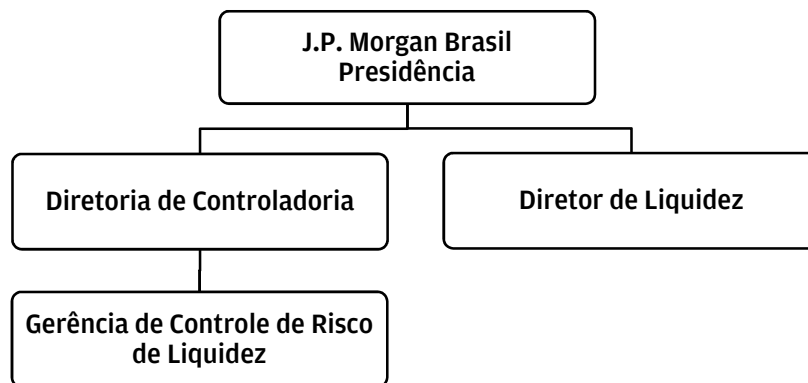 J.P. Morgan Brasil
Presidência
Diretoria de Controladoria
Diretor de Liquidez
Gerência de Controle de Risco
de Liquidez